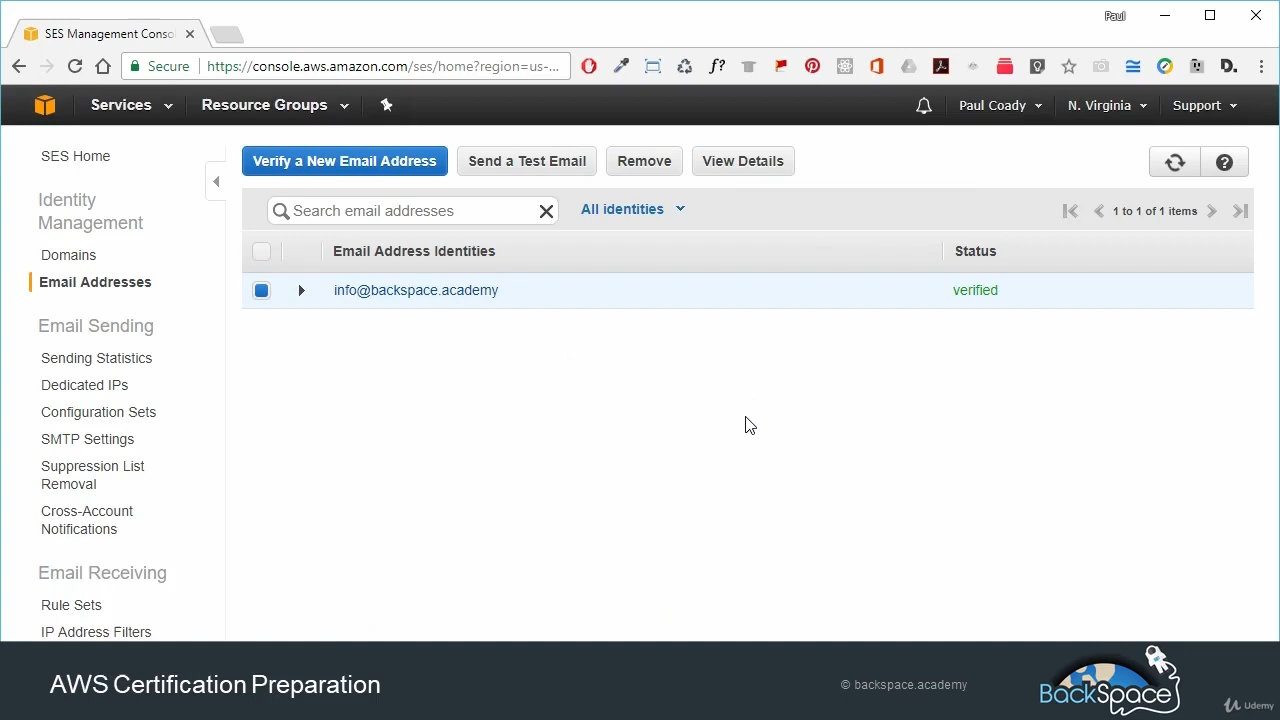 Paul
SES Management Conso
Secure
https://console.aws.amazon.com/ses/home?region=us-...
f?
D.
Services
Resource Groups
Paul Coady
N. Virginia
Support
SES Home
Identity
Management
Domains
Email Addresses
Email Sending
Sending Statistics
Dedicated IPs
Configuration Sets
SMTP Settings
Suppression List
Removal
Cross-Account
Notifications
Email Receiving
Rule Sets
IP Address Filters
Verify a New Email Address
Send a Test Email
Remove
View Details
?
Search email addresses
All identities
1 to 1 of 1 items
Email Address Identities
Status
info@backspace.academy
verified
AWS Certification Preparation
© backspace.academy
BackSpace
Udemy